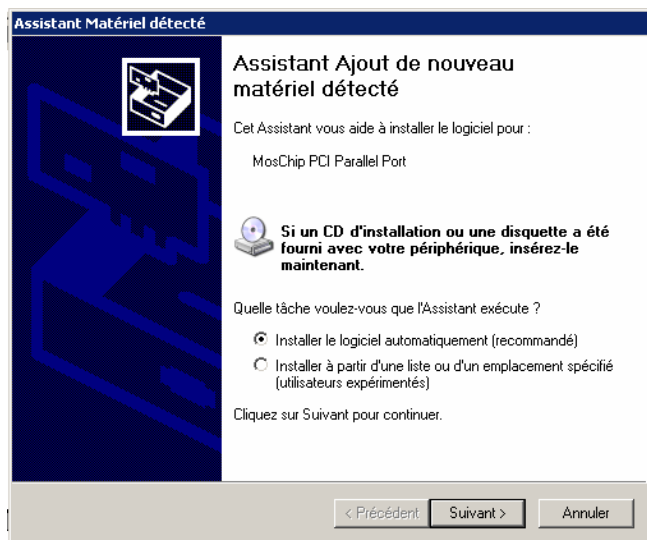 Assistant Matériel détecté
Assistant Ajout de nouveau
matériel détecté
Cet Assistant vous aide à installer le logiciel pour :
MosChip PCI Parallel Port
Si un CD d'installation ou une disquette a été
fourni avec votre périphérique, insérez-le
maintenant.
Quelle tâche voulez-vous que l'Assistant exécute ?
Installer le logiciel automatiquement (recommandé)
Installer à partir d'une liste ou d'un emplacement spécifié
(utilisateurs expérimentés)
Cliquez sur Suivant pour continuer.
< Précédent Suivant > Annuler